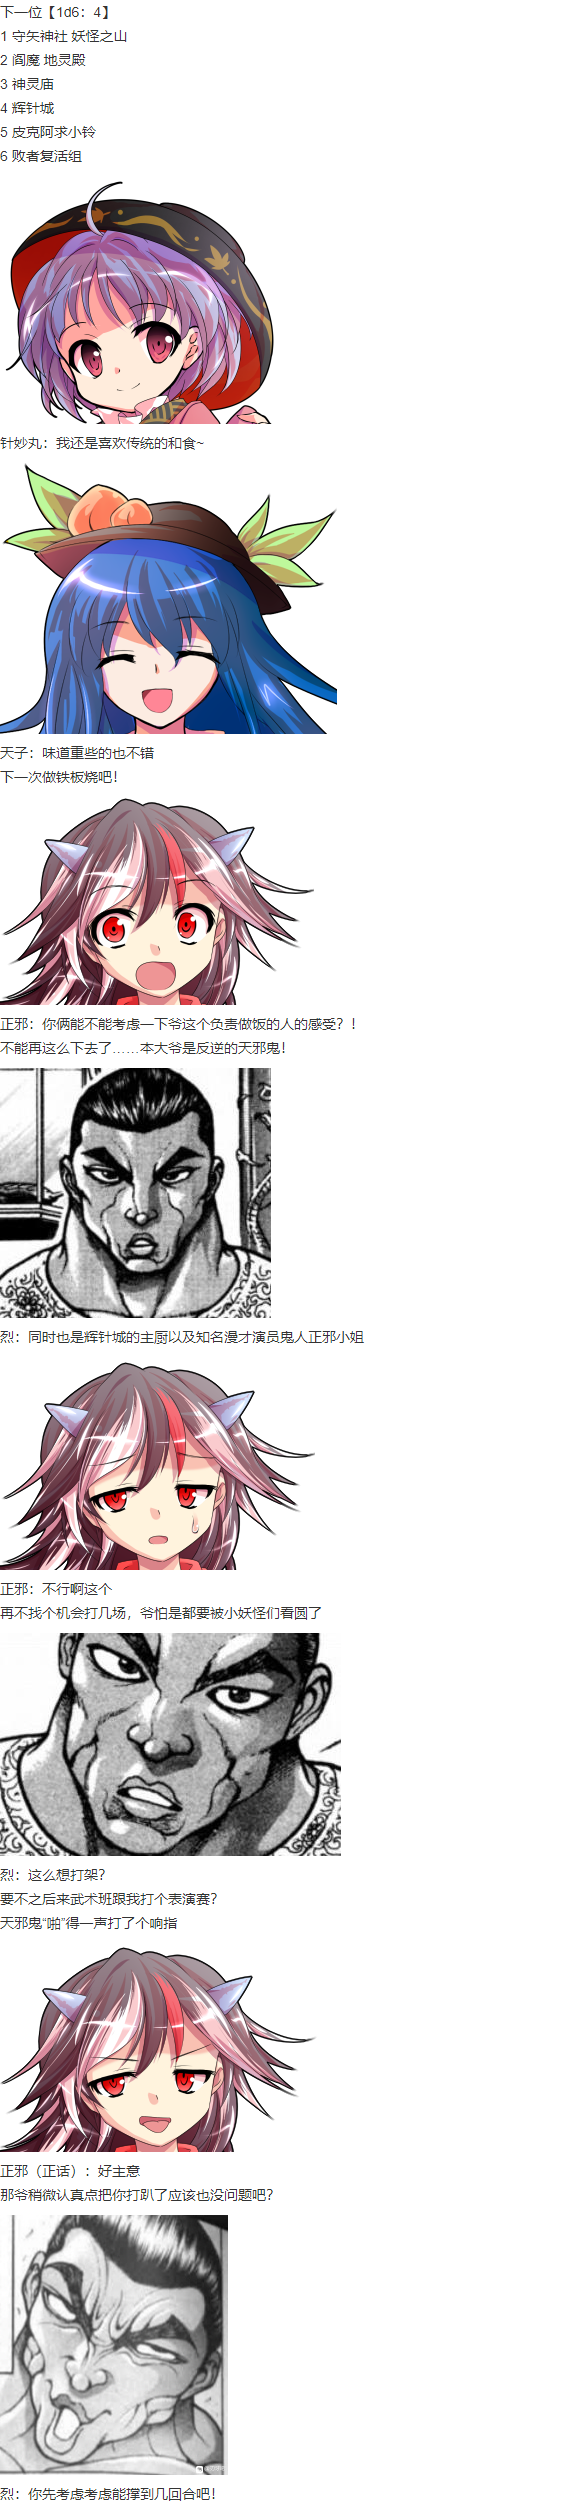 下一位【1d6：4】
1 守矢神社 妖怪之山
2 阎魔 地灵殿
3 神灵庙
4 辉针城
5 皮克阿求小铃
6 败者复活组
针妙丸：我还是喜欢传统的和食~
天子：味道重些的也不错
下一次做铁板烧吧！
正邪：你俩能不能考虑一下爷这个负责做饭的人的感受？！
不能再这么下去了……本大爷是反逆的天邪鬼！
烈：同时也是辉针城的主厨以及知名漫才演员鬼人正邪小姐
正邪：不行啊这个
再不找个机会打几场，爷怕是都要被小妖怪们看圆了
烈：这么想打架？
要不之后来武术班跟我打个表演赛？
天邪鬼“啪”得一声打了个响指
正邪（正话）：好主意
那爷稍微认真点把你打趴了应该也没问题吧？
烈：你先考虑考虑能撑到几回合吧！